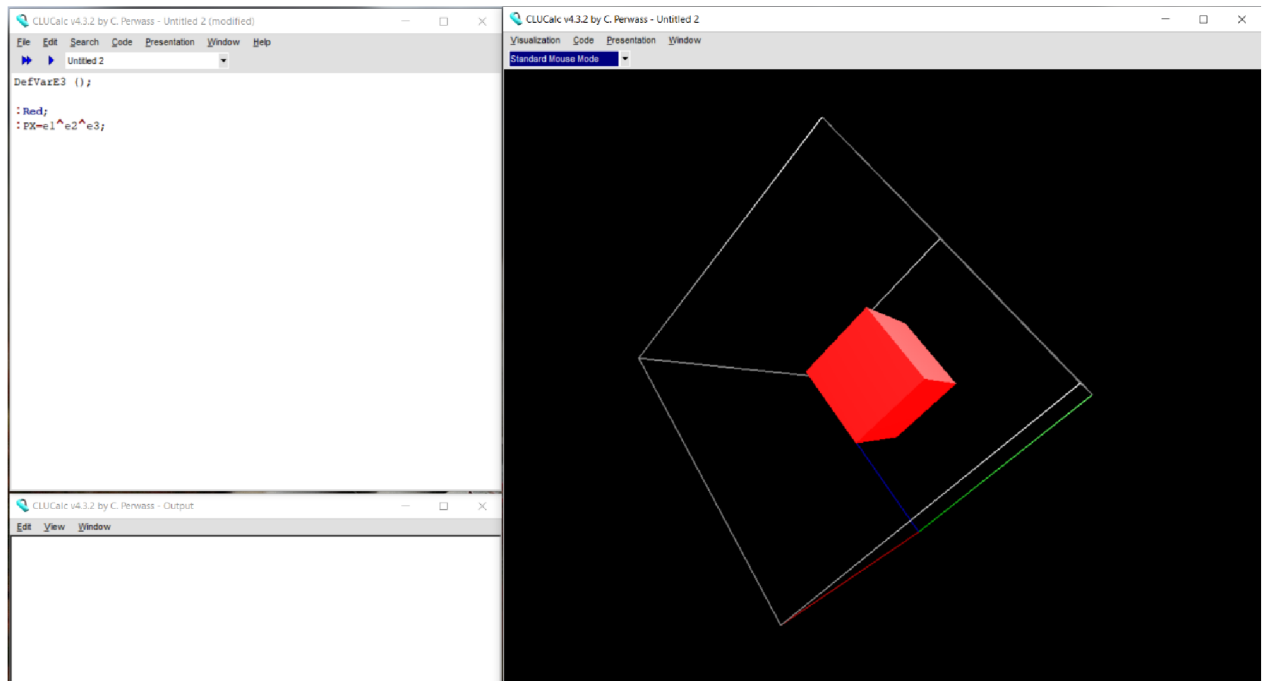 CLUCalc v4.3.2 by C. Perwass - Untitled 2 (modified)
File Edit Search Code Presentation Window Help
Untitled 2
DefVarE3 ();
:Red;
:PX=e1^e2^e3;
CLUCalc v4.3.2 by C. Perwass - Output
Edit View Window
CLUCalc v4.3.2 by C. Perwass - Untitled 2
Visualization Code Presentation Window
Standard Mouse Mode